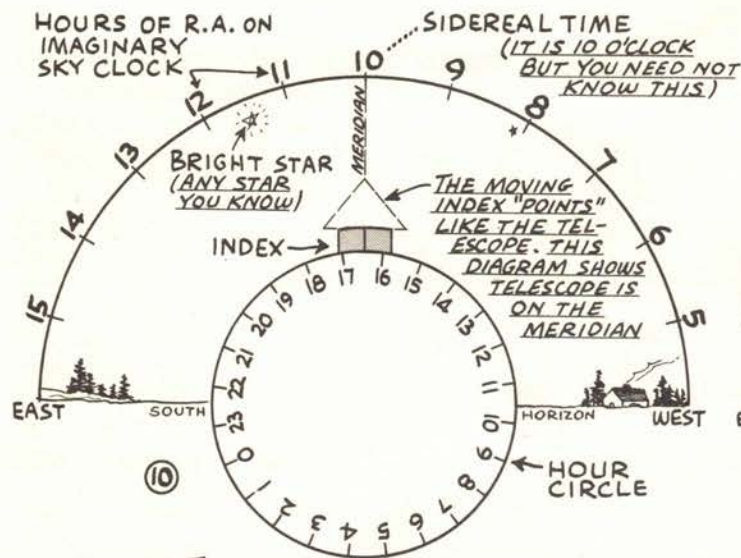 HOURS OF R.A. ON
IMAGINARY
SKY CLOCK
SIDEREAL TIME
(IT IS 10 O'CLOCK
BUT YOU NEED NOT
KNOW THIS)
15
14
13
12
11
10
9
8
7
6
5
MERIDIAN
BRIGHT STAR
(ANY STAR
YOU KNOW)
INDEX
THE MOVING
INDEX "POINTS"
LIKE THE TEL-
ESCOPE. THIS
DIAGRAM SHOWS
TELESCOPE IS
ON THE
MERIDIAN
EAST
SOUTH
HORIZON
WEST
E
0
23
22
21
20
19
18
17
16
15
14
13
12
11
10
9
8
7
6
5
4
3
2
1
HOUR
CIRCLE
10